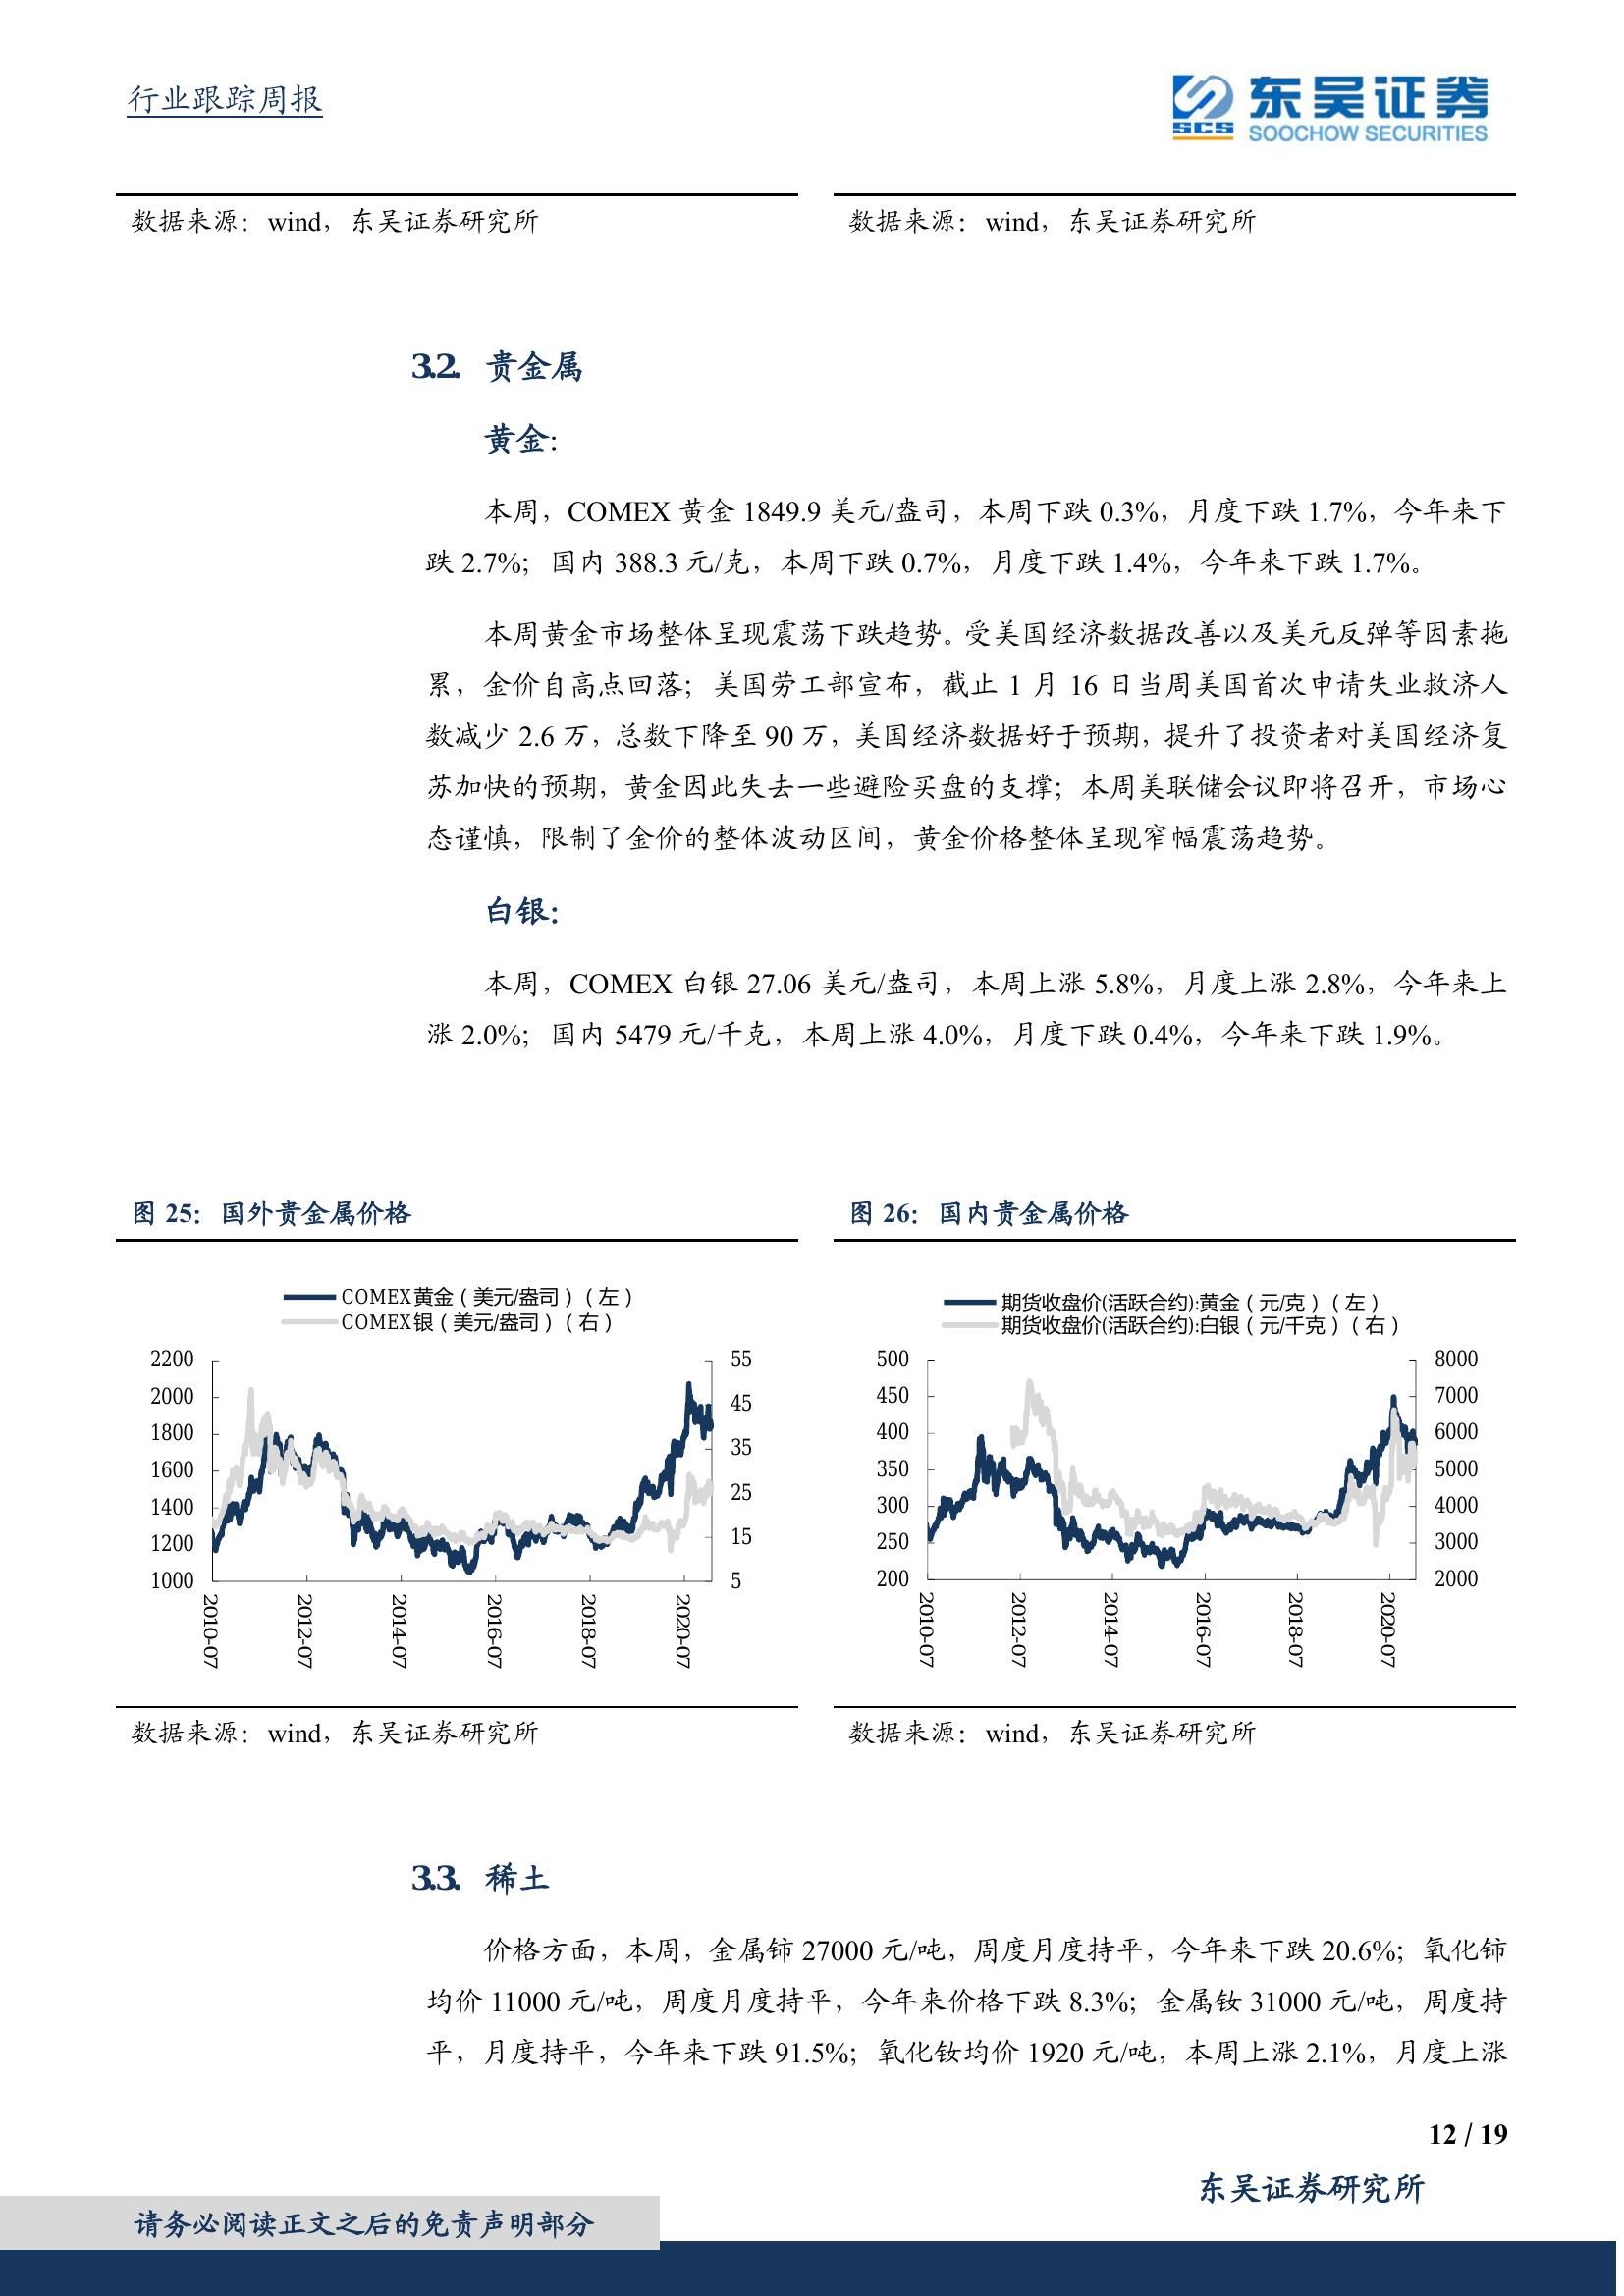 行业跟踪周报
东吴证券
SCS
SOOCHOW SECURITIES
数据来源：wind，东吴证券研究所
数据来源：wind，东吴证券研究所
3.2. 贵金属
黄金：
本周，COMEX 黄金 1849.9 美元/盎司，本周下跌 0.3%，月度下跌 1.7%，今年来下
跌 2.7%；国内 388.3 元/克，本周下跌 0.7%，月度下跌 1.4%，今年来下跌 1.7%。
本周黄金市场整体呈现震荡下跌趋势。受美国经济数据改善以及美元反弹等因素拖
累，金价自高点回落；美国劳工部宣布，截止 1 月 16 日当周美国首次申请失业救济人
数减少 2.6 万，总数下降至 90 万，美国经济数据好于预期，提升了投资者对美国经济复
苏加快的预期，黄金因此失去一些避险买盘的支撑；本周美联储会议即将召开，市场心
态谨慎，限制了金价的整体波动区间，黄金价格整体呈现窄幅震荡趋势。
白银：
本周，COMEX 白银 27.06 美元/盎司，本周上涨 5.8%，月度上涨 2.8%，今年来上
涨 2.0%；国内 5479 元/千克，本周上涨 4.0%，月度下跌 0.4%，今年来下跌 1.9%。
图 25：国外贵金属价格
COMEX黄金（美元/盎司）（左）
COMEX银（美元/盎司）（右）
2200
2000
1800
1600
1400
1200
1000
55
45
35
25
15
5
2010-07
2012-07
2014-07
2016-07
2018-07
2020-07
数据来源：wind，东吴证券研究所
图 26：国内贵金属价格
期货收盘价(活跃合约):黄金（元/克）（左）
期货收盘价(活跃合约):白银（元/千克）（右）
500
450
400
350
300
250
200
8000
7000
6000
5000
4000
3000
2000
2010-07
2012-07
2014-07
2016-07
2018-07
2020-07
数据来源：wind，东吴证券研究所
3.3. 稀土
价格方面，本周，金属铈 27000 元/吨，周度月度持平，今年来下跌 20.6%；氧化铈
均价 11000 元/吨，周度月度持平，今年来价格下跌 8.3%；金属钕 31000 元/吨，周度持
平，月度持平，今年来下跌 91.5%；氧化钕均价 1920 元/吨，本周上涨 2.1%，月度上涨
12 / 19
东吴证券研究所
请务必阅读正文之后的免责声明部分